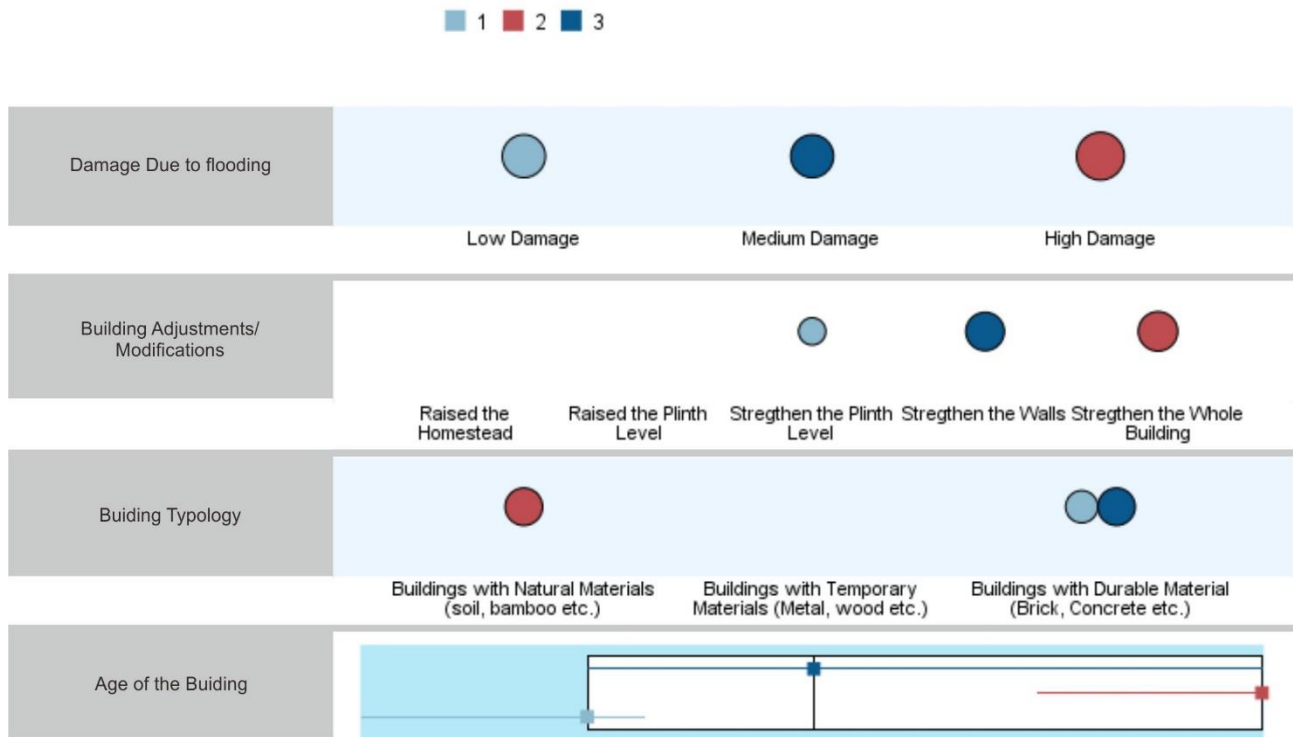 1 2 3
Damage Due to flooding
Low Damage Medium Damage High Damage
Building Adjustments/
Modifications
Raised the Raised the Plinth Stregthen the Plinth Stregthen the Walls Stregthen the Whole
Homestead Level Level Building
Buiding Typology
Buildings with Natural Materials Buildings with Temporary Buildings with Durable Material
(soil, bamboo etc.) Materials (Metal, wood etc.) (Brick, Concrete etc.)
Age of the Buiding